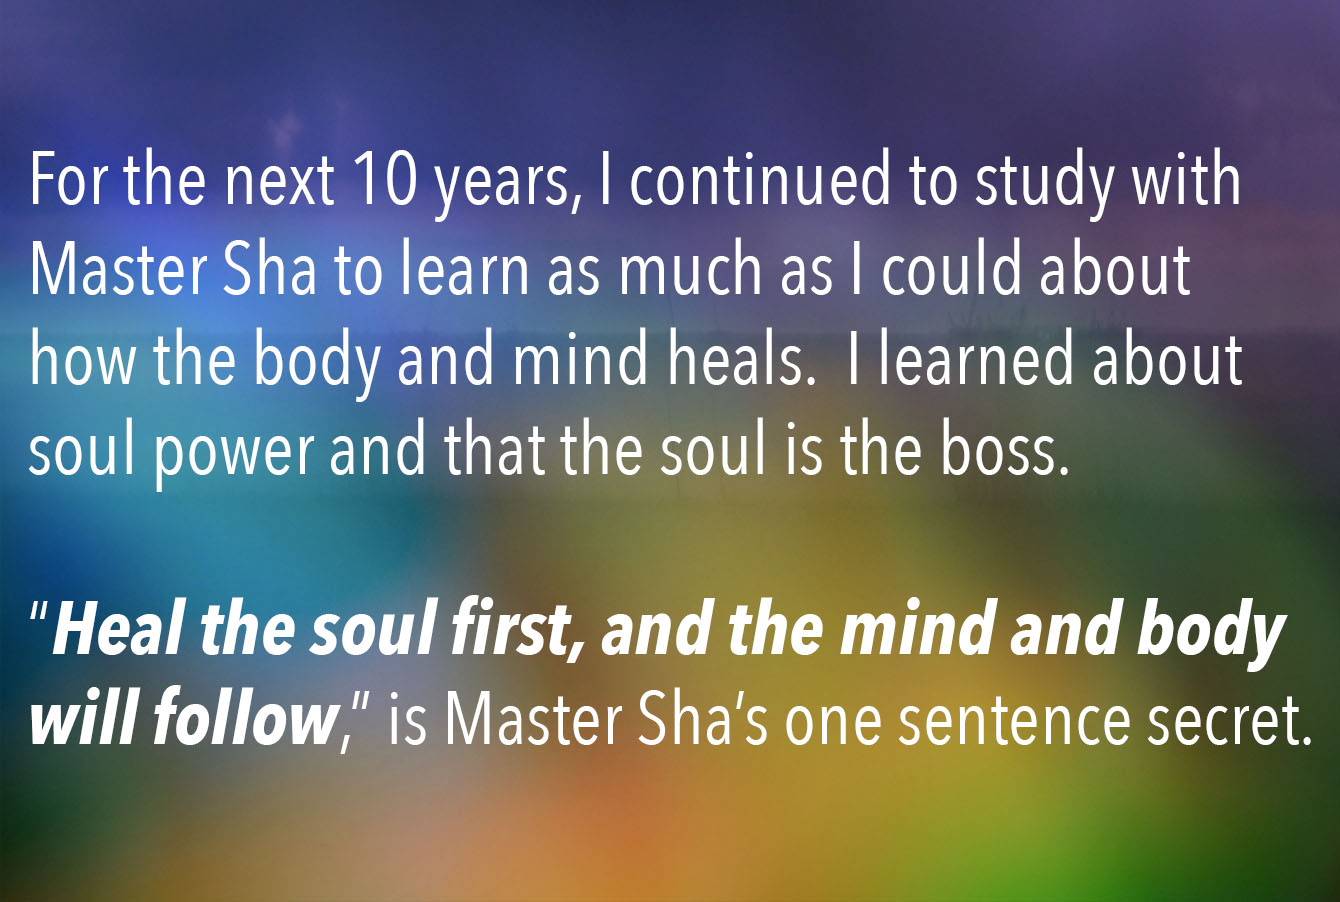 For the next 10 years, I continued to study with
Master Sha to learn as much as I could about
how the body and mind heals.  I learned about
soul power and that the soul is the boss.
"Heal the soul first, and the mind and body
will follow," is Master Sha's one sentence secret.